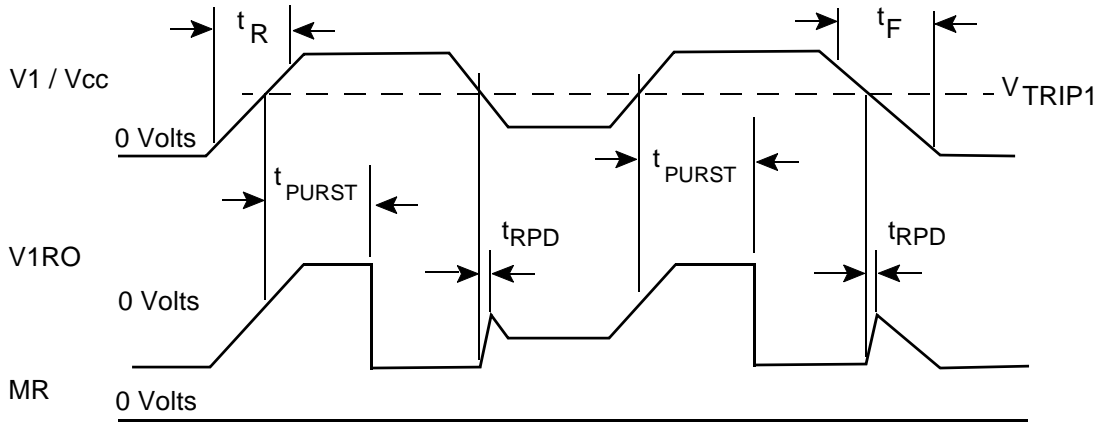 tR
tF
V1 / Vcc
VTRIP1
0 Volts
tPURST
tPURST
tRPD
tRPD
V1RO
0 Volts
MR
0 Volts